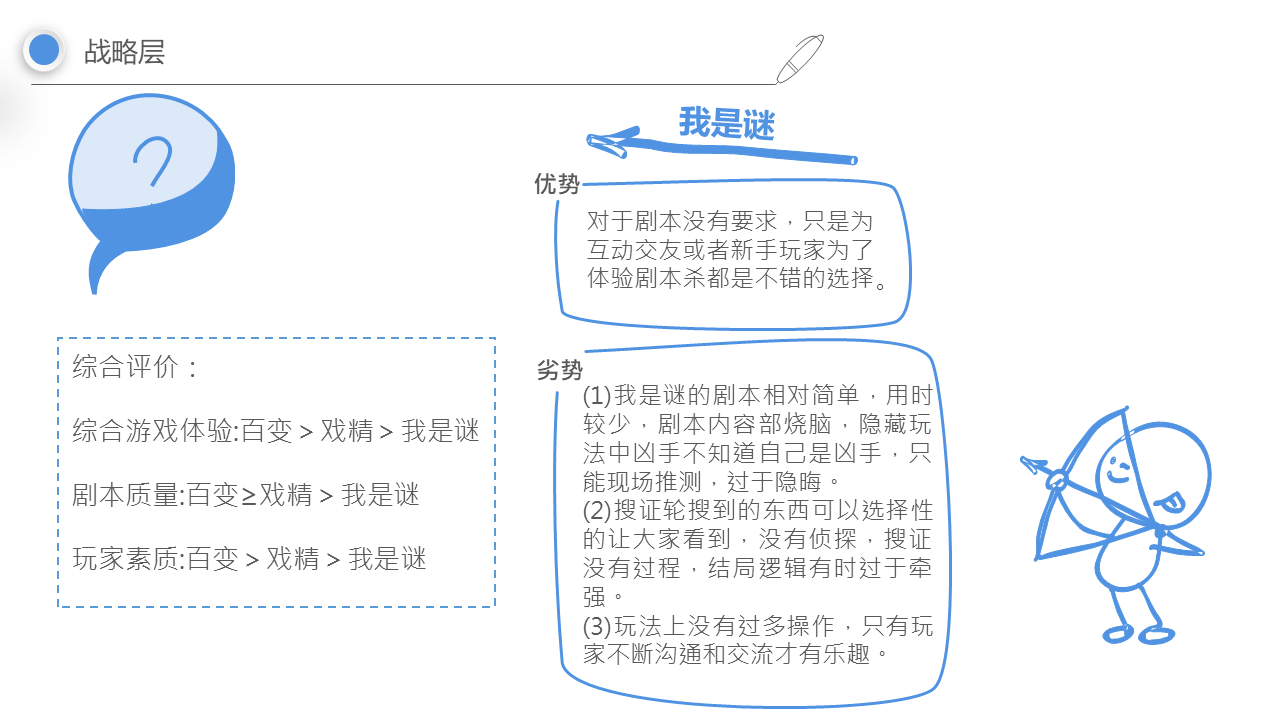 战略层
?
我是谜
优势
对于剧本没有要求，只是为
互动交友或者新手玩家为了
体验剧本杀都是不错的选择。
综合评价：
综合游戏体验:百变＞戏精＞我是谜
剧本质量:百变≥戏精＞我是谜
玩家素质:百变＞戏精＞我是谜
劣势
(1)我是谜的剧本相对简单，用时
较少，剧本内容部烧脑，隐藏玩
法中凶手不知道自己是凶手，只
能现场推测，过于隐晦。
(2)搜证轮搜到的东西可以选择性
的让大家看到，没有侦探，搜证
没有过程，结局逻辑有时过于牵
强。
(3)玩法上没有过多操作，只有玩
家不断沟通和交流才有乐趣。